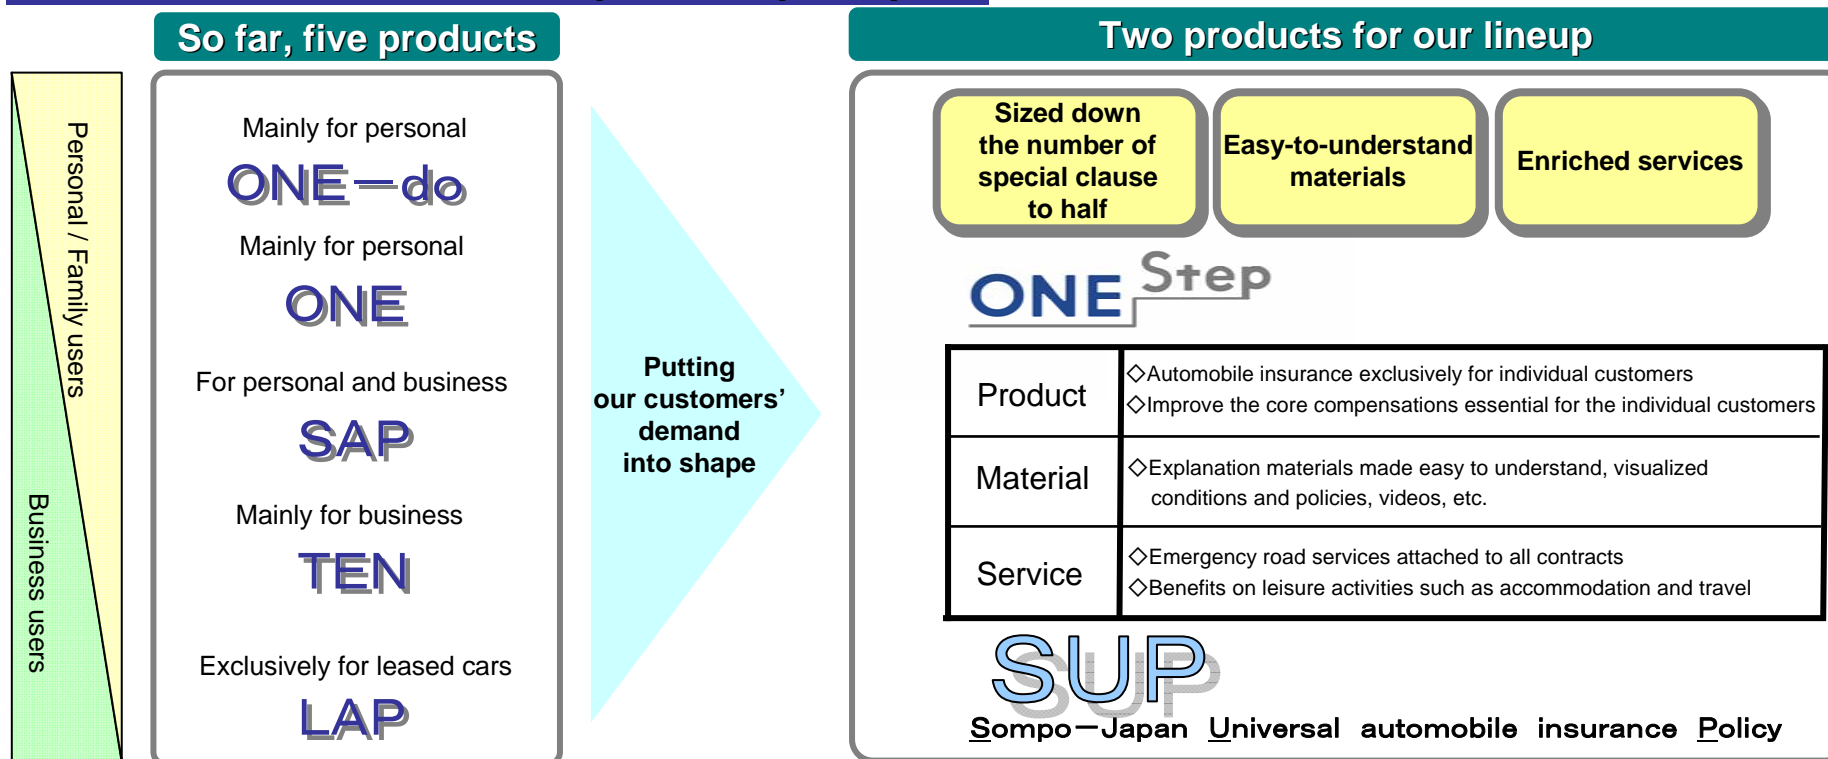 So far, five products
Two products for our lineup
Personal / Family users
Business users
Mainly for personal
ONE－do
Mainly for personal
ONE
For personal and business
SAP
Mainly for business
TEN
Exclusively for leased cars
LAP
Putting
our customers’
demand
into shape
Sized down
the number of
special clause
to half
Easy-to-understand
materials
Enriched services
ONE Step
Product
◇Automobile insurance exclusively for individual customers
◇Improve the core compensations essential for the individual customers
Material
◇Explanation materials made easy to understand, visualized
conditions and policies, videos, etc.
Service
◇Emergency road services attached to all contracts
◇Benefits on leisure activities such as accommodation and travel
SUP
Sompo－Japan Universal automobile insurance Policy